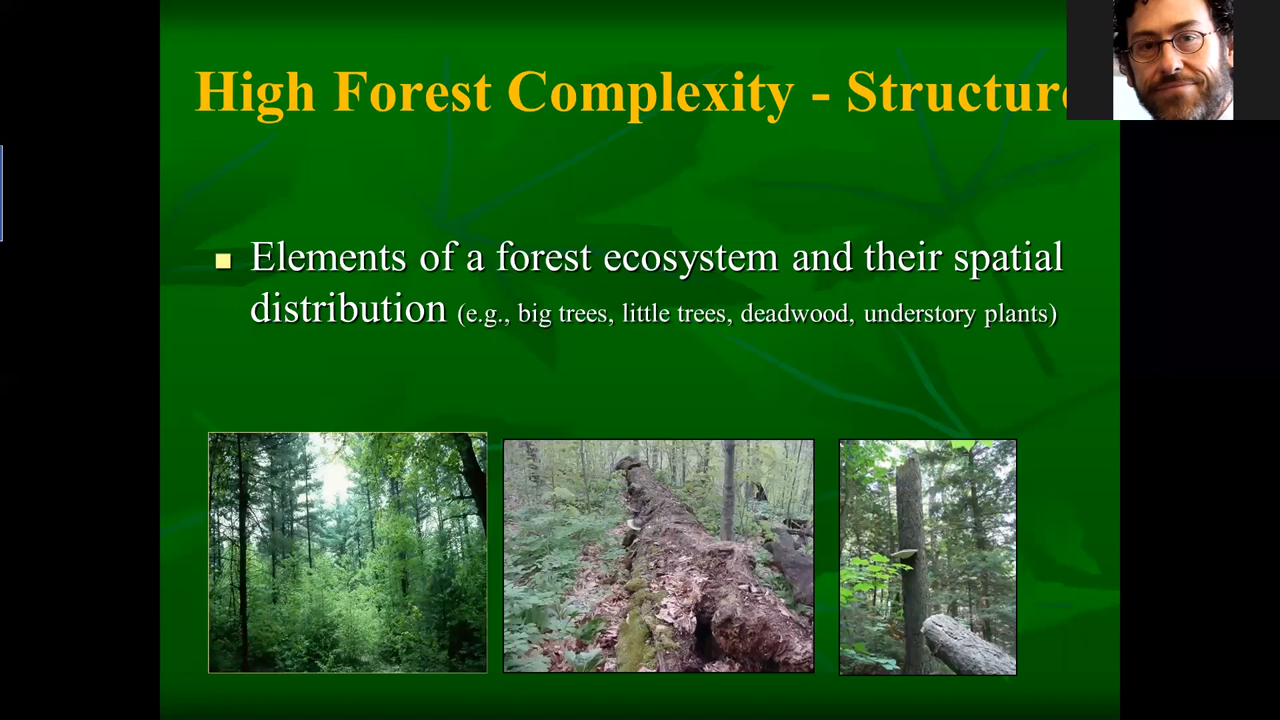 High Forest Complexity - Structure
Elements of a forest ecosystem and their spatial
distribution (e.g., big trees, little trees, deadwood, understory plants)